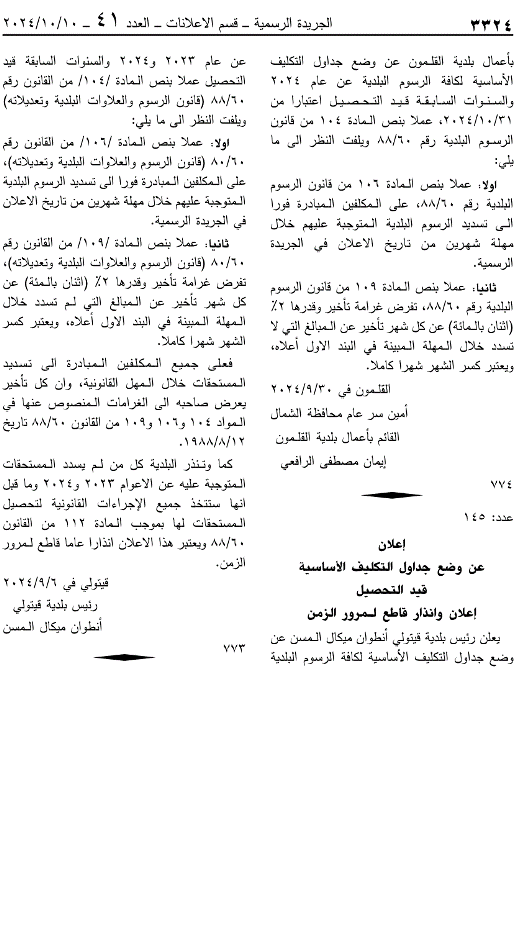 ٣٣٢٤
الجريدة الرسمية – قسم الاعلانات – العدد ٤١ – ٢٠٢٤/١٠/١٠
بأعمال بلدية القلمون عن وضع جداول التكليف
الأساسية لكافة الرسوم البلدية عن عام ٢٠٢٤
والسنوات السابقة قيد التحصيل اعتبارا من
٢٠٢٤/١٠/٣١، عملا بنص المادة ١٠٤ من قانون
الرسوم البلدية رقم ٨٨/٦٠ ويلفت النظر الى ما
يلي:
اولا: عملا بنص المادة ١٠٦ من قانون الرسوم
البلدية رقم ٨٨/٦٠، على المكلفين المبادرة فورا
الى تسديد الرسوم البلدية المتوجبة عليهم خلال
مهلة شهرين من تاريخ الاعلان في الجريدة
الرسمية.
ثانيا: عملا بنص المادة ١٠٩ من قانون الرسوم
البلدية رقم ٨٨/٦٠، تفرض غرامة تأخير وقدرها ٢٪
(اثنان بالمائة) عن كل شهر تأخير عن المبالغ التي لا
تسدد خلال المهلة المبينة في البند الاول أعلاه،
ويعتبر كسر الشهر شهرا كاملا.
القلمون في ٢٠٢٤/٩/٣٠
أمين سر عام محافظة الشمال
القائم بأعمال بلدية القلمون
إيمان مصطفى الرافعي
٧٧٤
عدد: ١٤٥
إعلان
عن وضع جداول التكليف الأساسية
قيد التحصيل
إعلان وانذار قاطع لمرور الزمن
يعلن رئيس بلدية قيتولي أنطوان ميكال المسن عن
وضع جداول التكليف الأساسية لكافة الرسوم البلدية
عن عام ٢٠٢٣ و٢٠٢٤ والسنوات السابقة قيد
التحصيل عملا بنص المادة /١٠٤/ من القانون رقم
٨٨/٦٠ (قانون الرسوم والعلاوات البلدية وتعديلاته)
ويلفت النظر الى ما يلي:
اولا: عملا بنص المادة /١٠٦/ من القانون رقم
٨٠/٦٠ (قانون الرسوم والعلاوات البلدية وتعديلاته)،
على المكلفين المبادرة فورا الى تسديد الرسوم البلدية
المتوجبة عليهم خلال مهلة شهرين من تاريخ الاعلان
في الجريدة الرسمية.
ثانيا: عملا بنص المادة /١٠٩/ من القانون رقم
٨٠/٦٠ (قانون الرسوم والعلاوات البلدية وتعديلاته)،
تفرض غرامة تأخير وقدرها ٢٪ (اثنان بالمئة) عن
كل شهر تأخير عن المبالغ التي لم تسدد خلال
المهلة المبينة في البند الاول أعلاه، ويعتبر كسر
الشهر شهرا كاملا.
فعلى جميع المكلفين المبادرة الى تسديد
المستحقات خلال المهل القانونية، وان كل تأخير
يعرض صاحبه الى الغرامات المنصوص عنها في
المواد ١٠٤ و١٠٦ و١٠٩ من القانون ٨٨/٦٠ تاريخ
١٩٨٨/٨/١٢.
كما وتنذر البلدية كل من لم يسدد المستحقات
المتوجبة عليه عن الاعوام ٢٠٢٣ و٢٠٢٤ وما قبل
انها ستتخذ جميع الإجراءات القانونية لتحصيل
المستحقات لها بموجب المادة ١١٢ من القانون
٨٨/٦٠ ويعتبر هذا الاعلان انذارا عاما قاطع لمرور
الزمن.
قيتولي في ٢٠٢٤/٩/٦
رئيس بلدية قيتولي
أنطوان ميكال المسن
٧٧٣